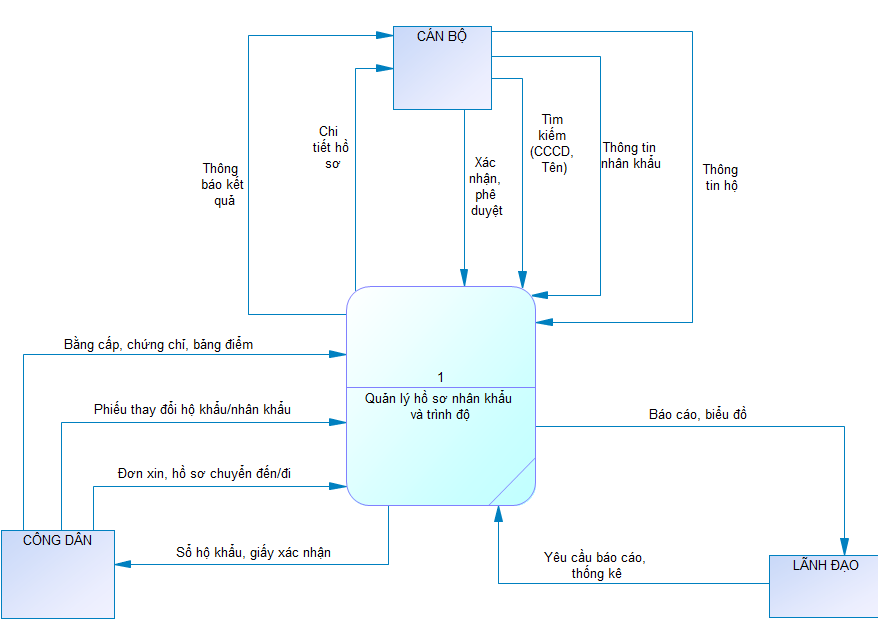 CÁN BỘ
Tìm
kiếm
(CCCD,
Tên)
Chi
tiết hồ
sơ
Thông tin
nhân khẩu
Xác
nhận,
phê
duyệt
Thông
báo kết
quả
Thông
tin hộ
Bằng cấp, chứng chỉ, bảng điểm
1
Quản lý hồ sơ nhân khẩu
và trình độ
Phiếu thay đổi hộ khẩu/nhân khẩu
Báo cáo, biểu đồ
Đơn xin, hồ sơ chuyển đến/đi
CÔNG DÂN
Sổ hộ khẩu, giấy xác nhận
Yêu cầu báo cáo,
thống kê
LÃNH ĐẠO